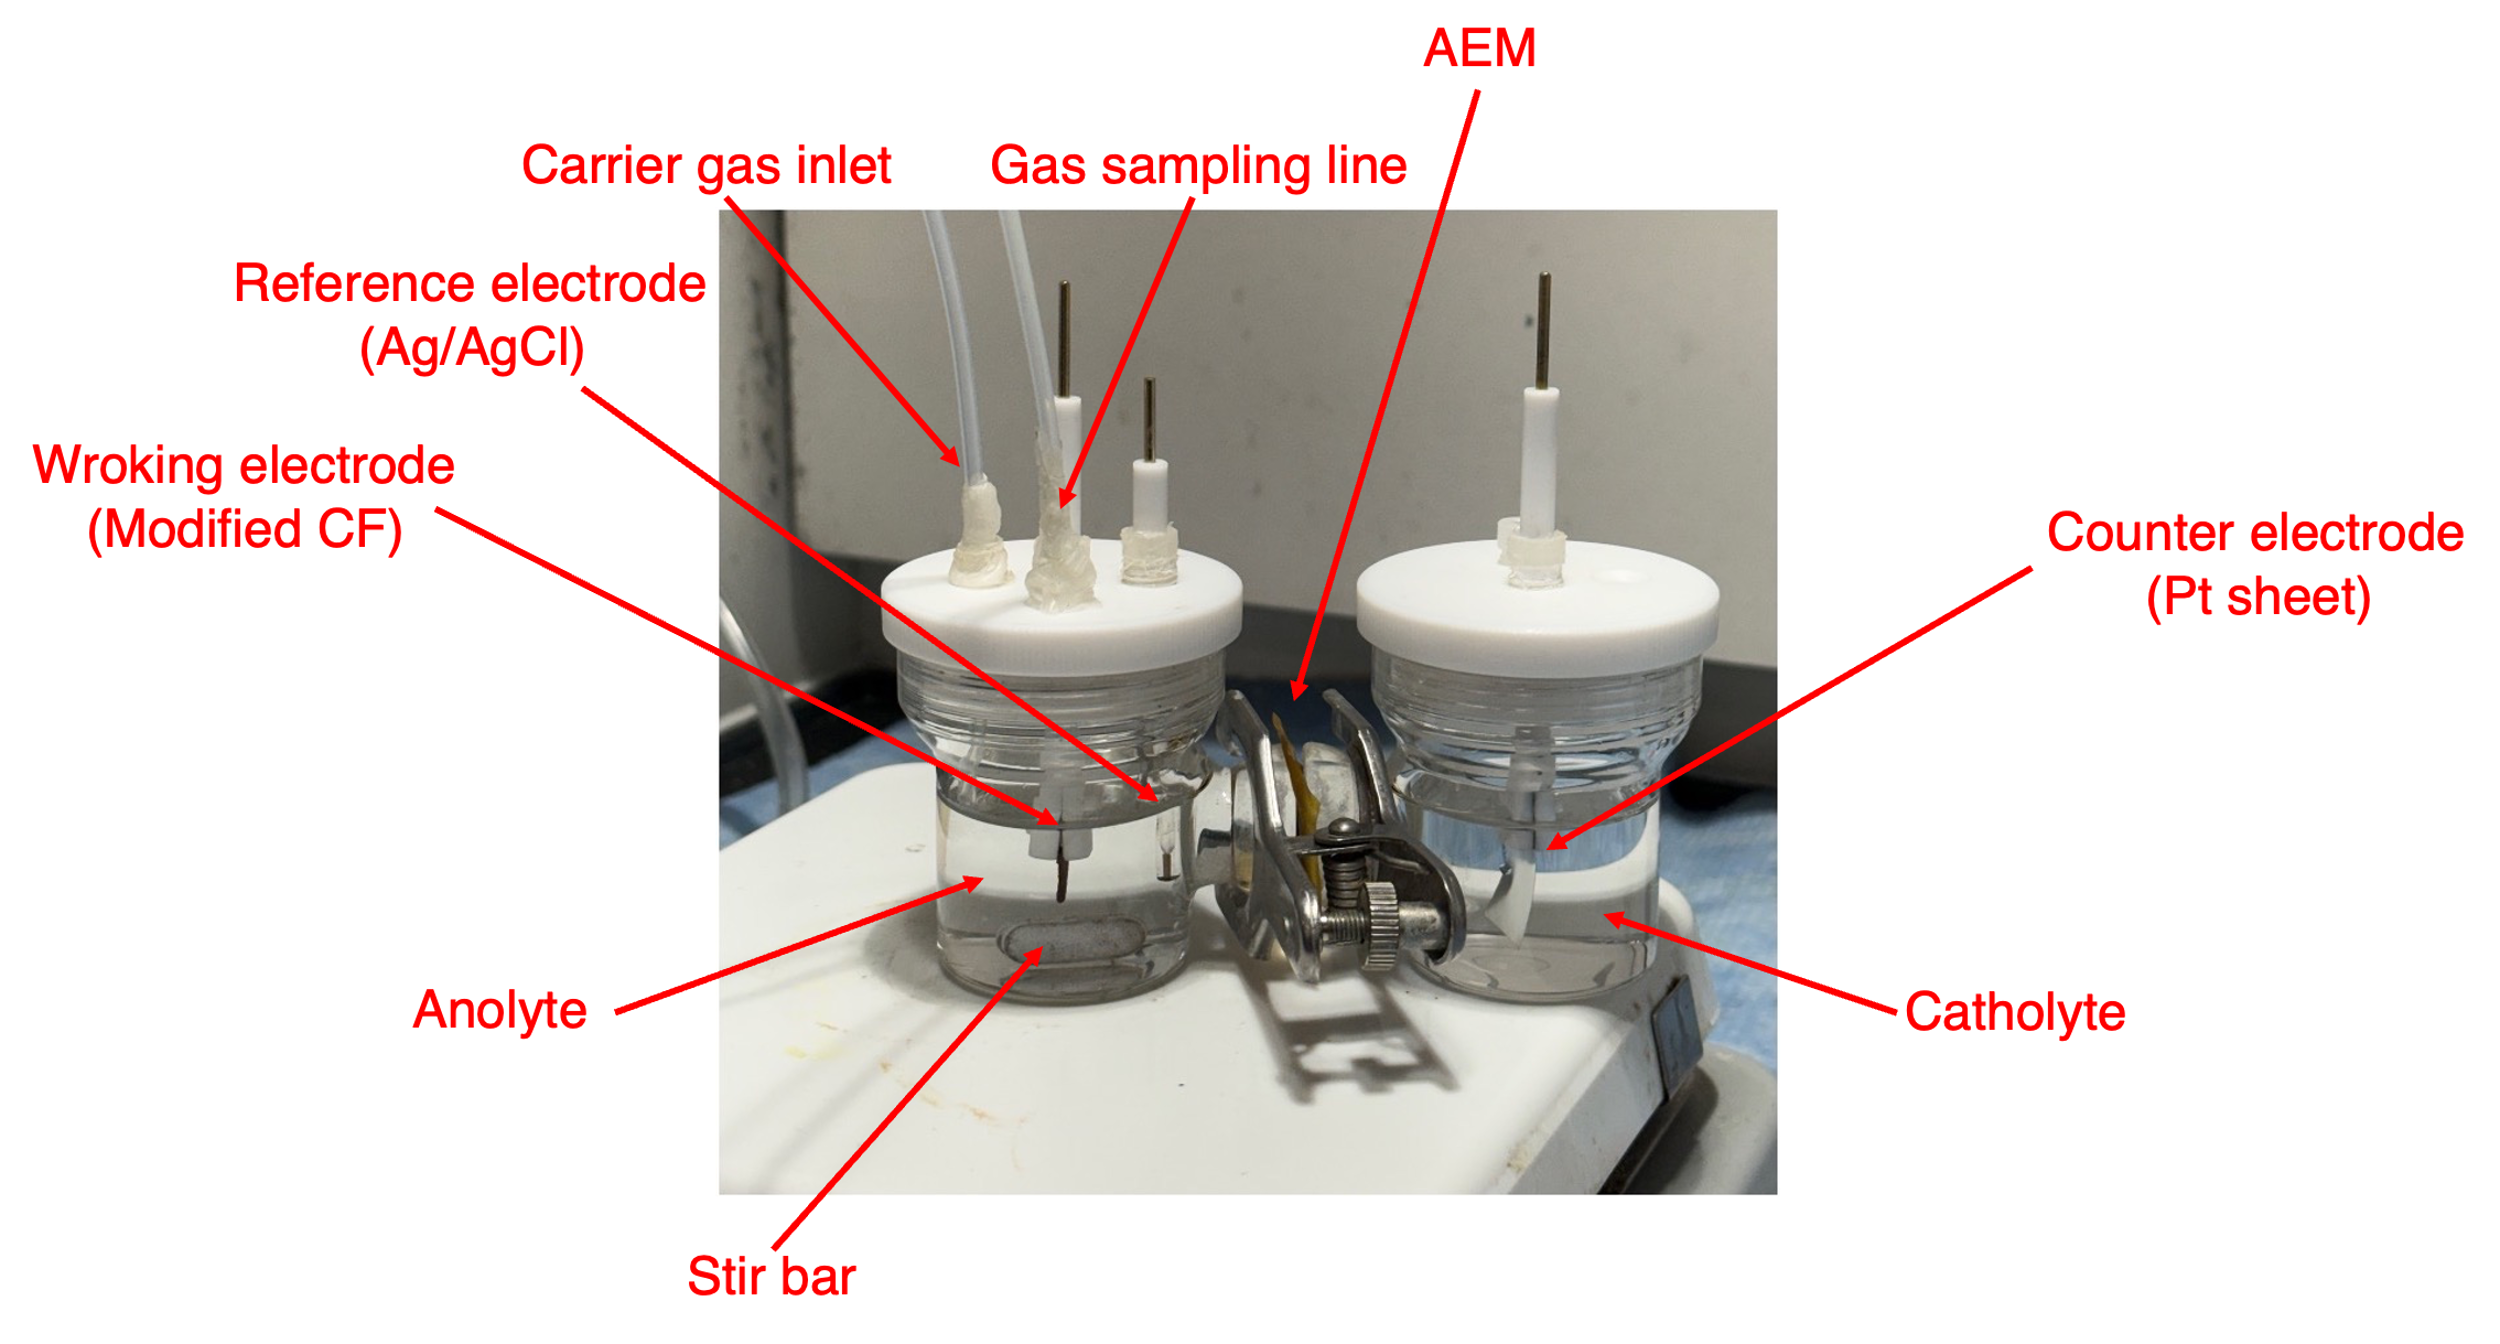 AEM
Carrier gas inlet
Gas sampling line
Reference electrode
(Ag/AgCl)
Wroking electrode
(Modified CF)
Counter electrode
(Pt sheet)
Anolyte
Catholyte
Stir bar